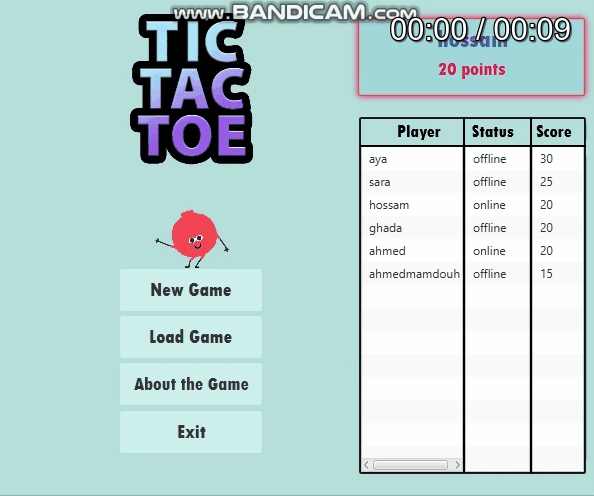 www.BANDICAM.com
00:00 / 00:09
TIC
TAC
TOE
hossam
20 points
Player Status Score
aya offline 30
sara offline 25
hossam online 20
ghada offline 20
ahmed online 20
ahmedmamdouh offline 15
New Game
Load Game
About the Game
Exit